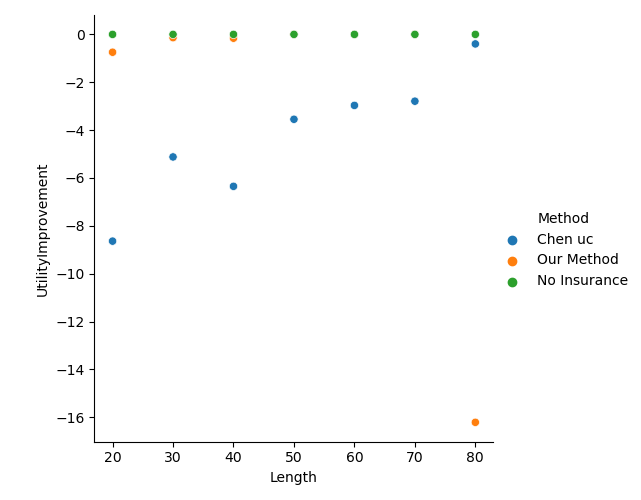 0
−2
−4
−6
−8
−10
−12
−14
−16
UtilityImprovement
20 30 40 50 60 70 80
Length
Method
Chen uc
Our Method
No Insurance